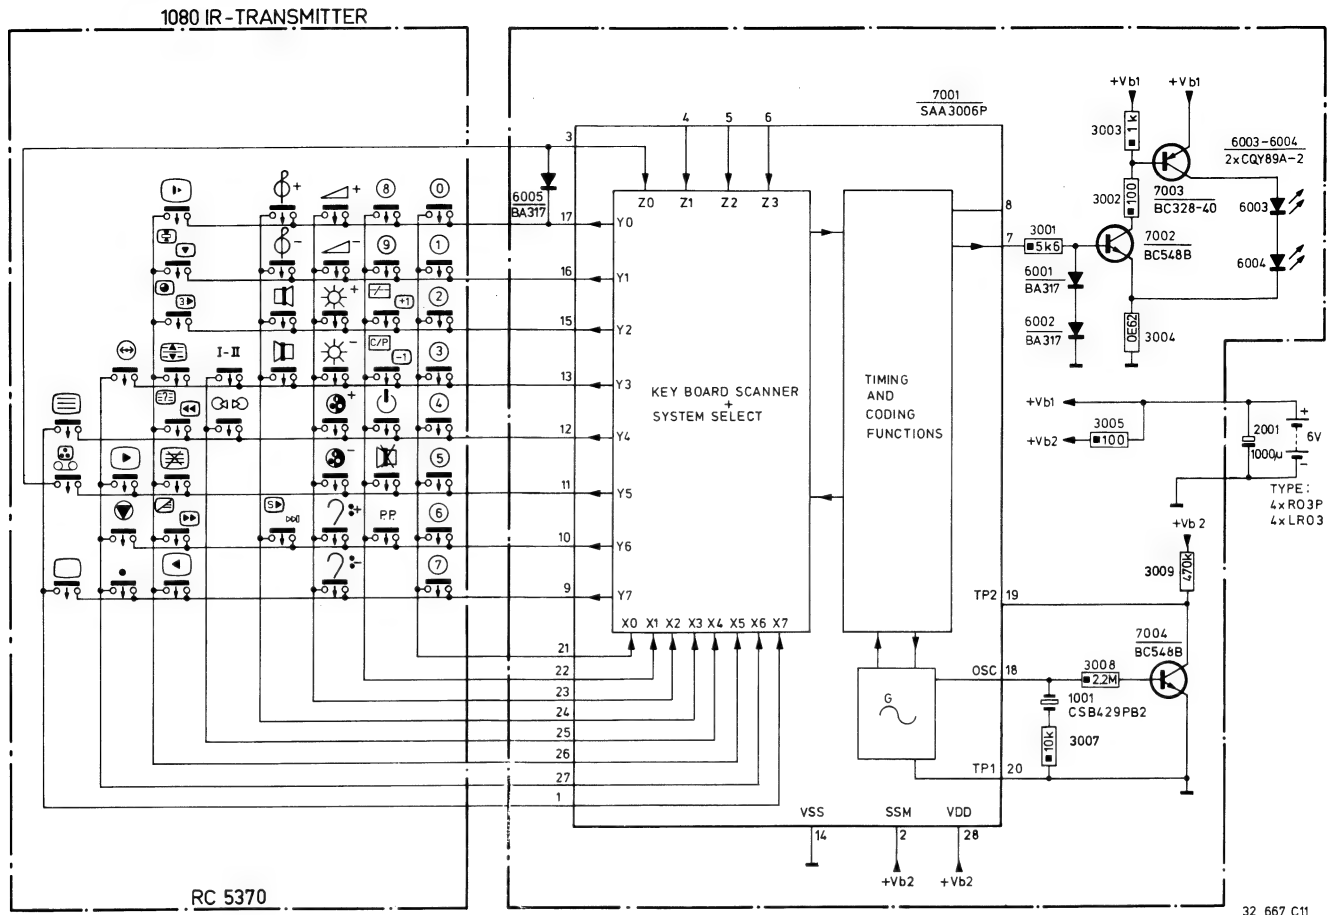 1080 IR-TRANSMITTER
7001
SAA3006P
+Vb1 +Vb1
3003 1k
6003-6004
2xCQY89A-2
3 4 5 6
6005
BA317
Z0 Z1 Z2 Z3
3002 100
7003
BC328-40
6003
+ + 8 0
17 Y0
8
7 3001
5k6
7002
BC548B
6004
- - 9 1
16 Y1
6001
BA317
3 + +1 2
15 Y2
6002
BA317
0E62 3004
I-II - C/P -1 3
13 Y3
KEY BOARD SCANNER
+
SYSTEM SELECT
TIMING
AND
CODING
FUNCTIONS
? + 4
12 Y4
+Vb1
3005
+Vb2 100
2001
1000µ
+
6V
-
- 5
11 Y5
TYPE:
4xR03P
4xLR03
S + P.P. 6
10 Y6
+Vb2
3009 470k
- 7
9 Y7
TP2 19
X0 X1 X2 X3 X4 X5 X6 X7
7004
BC548B
21
22
23
24
25
26
27
1
G
OSC 18
3008
2.2M
1001
CSB429PB2
10k 3007
TP1 20
VSS SSM VDD
14 2 28
+Vb2 +Vb2
RC 5370
32 667 C11